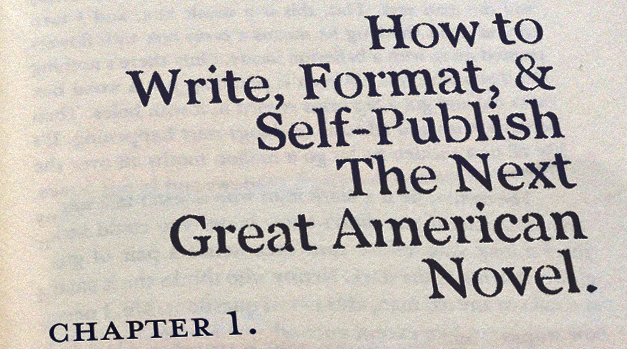 How to
Write, Format, &
Self-Publish
The Next
Great American
Novel.
CHAPTER 1.